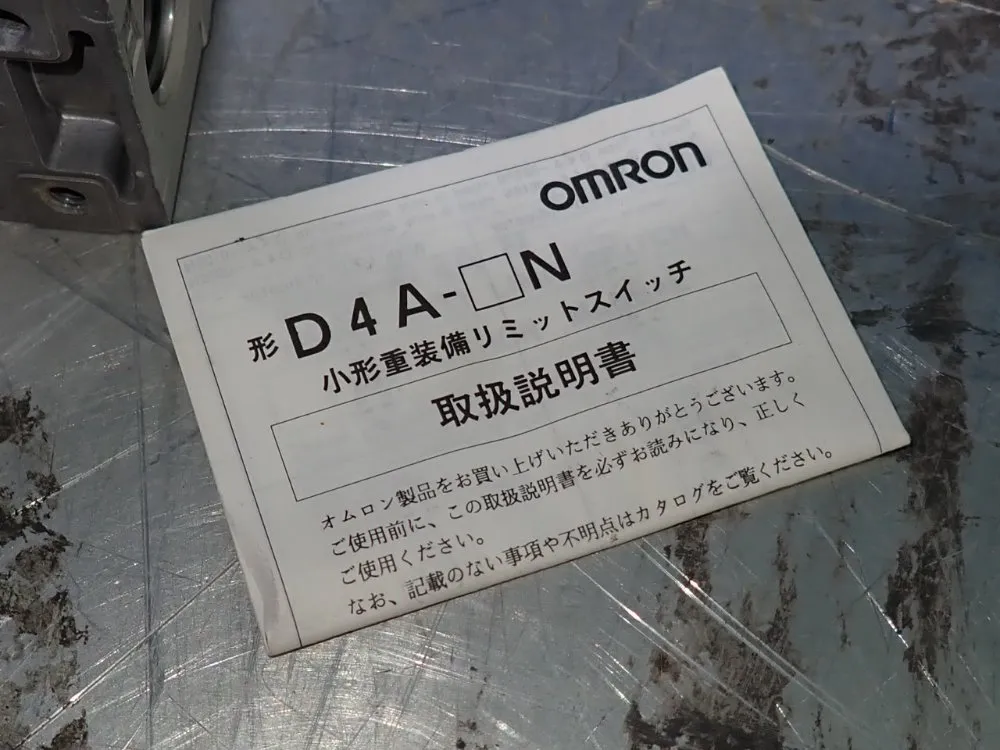 OMRON
形 D4A-□N
小形重装備リミットスイッチ
取扱説明書
オムロン製品をお買い上げいただきありがとうございます。
ご使用前に、この取扱説明書を必ずお読みになり、正しく
ご使用ください。
なお、記載のない事項や不明点はカタログをご覧ください。